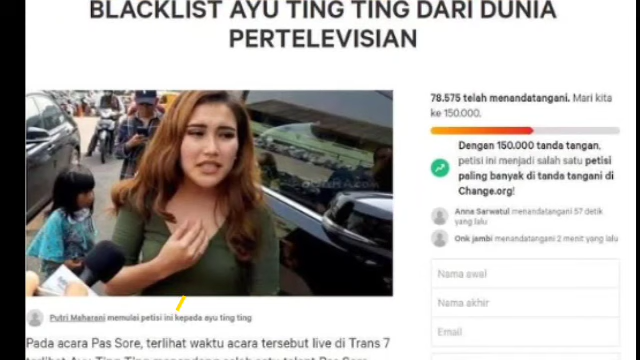 BLACKLIST AYU TING TING DARI DUNIA
PERTELEVISIAN
78.575 telah menandatangani. Mari kita
ke 150.000.
Dengan 150.000 tanda tangan,
petisi ini menjadi salah satu petisi
paling banyak di tanda tangani di
Change.org!
Anna Sarwatul menandatangani 57 detik
yang lalu
Onk jambi menandatangani 2 menit yang lalu
Nama awal
Nama akhir
Email
Putri Maharani memulai petisi ini kepada ayu ting ting
Pada acara Pas Sore, terlihat waktu acara tersebut live di Trans 7